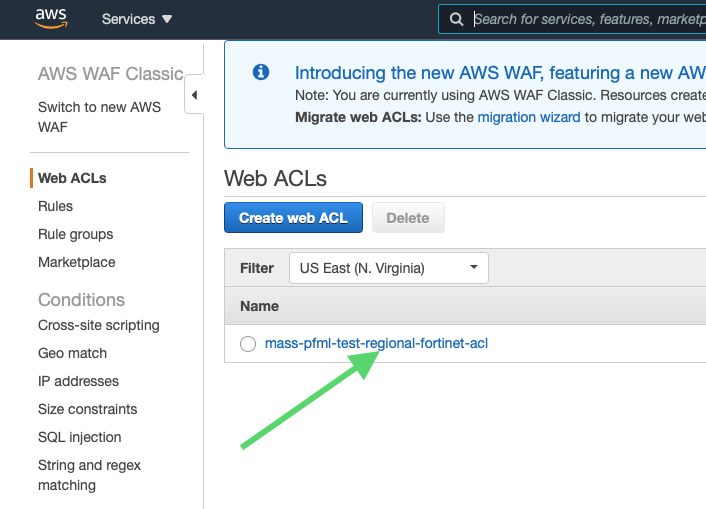 aws
Services
Search for services, features, marketp
AWS WAF Classic
Switch to new AWS
WAF
Web ACLs
Rules
Rule groups
Marketplace
Conditions
Cross-site scripting
Geo match
IP addresses
Size constraints
SQL injection
String and regex
matching
Introducing the new AWS WAF, featuring a new AW
Note: You are currently using AWS WAF Classic. Resources create
Migrate web ACLs: Use the migration wizard to migrate your web
Web ACLs
Create web ACL
Delete
Filter
US East (N. Virginia)
Name
mass-pfml-test-regional-fortinet-acl